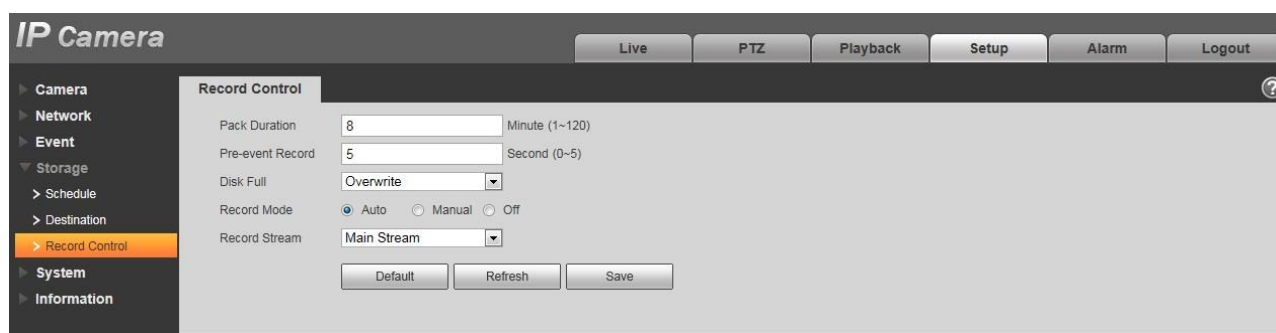 IP Camera
Live PTZ Playback Setup Alarm Logout
Camera
Network
Event
Storage
> Schedule
> Destination
> Record Control
System
Information
Record Control
?
Pack Duration 8 Minute (1~120)
Pre-event Record 5 Second (0~5)
Disk Full Overwrite
Record Mode Auto Manual Off
Record Stream Main Stream
Default Refresh Save